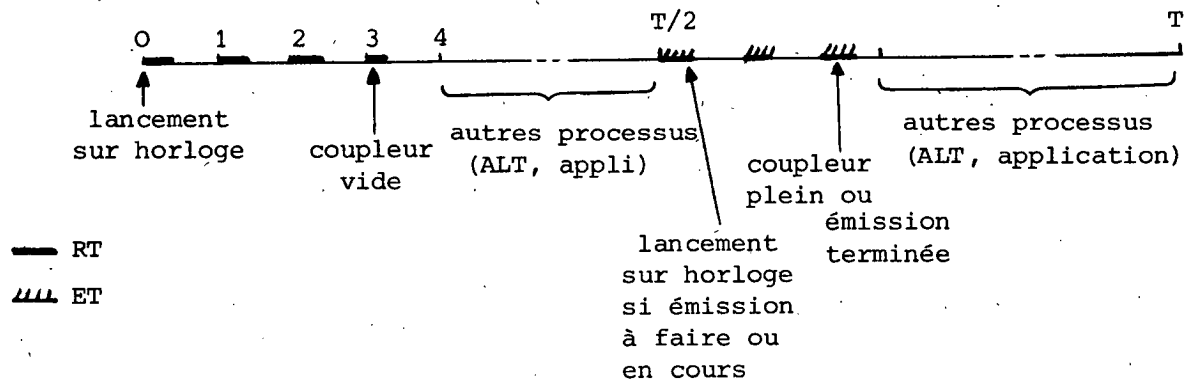 T/2
T
0 1 2 3 4
lancement
sur horloge
coupleur
vide
autres processus
(ALT, appli)
autres processus
(ALT, application)
coupleur
plein ou
émission
terminée
lancement
sur horloge
si émission
à faire ou
en cours
RT
ET